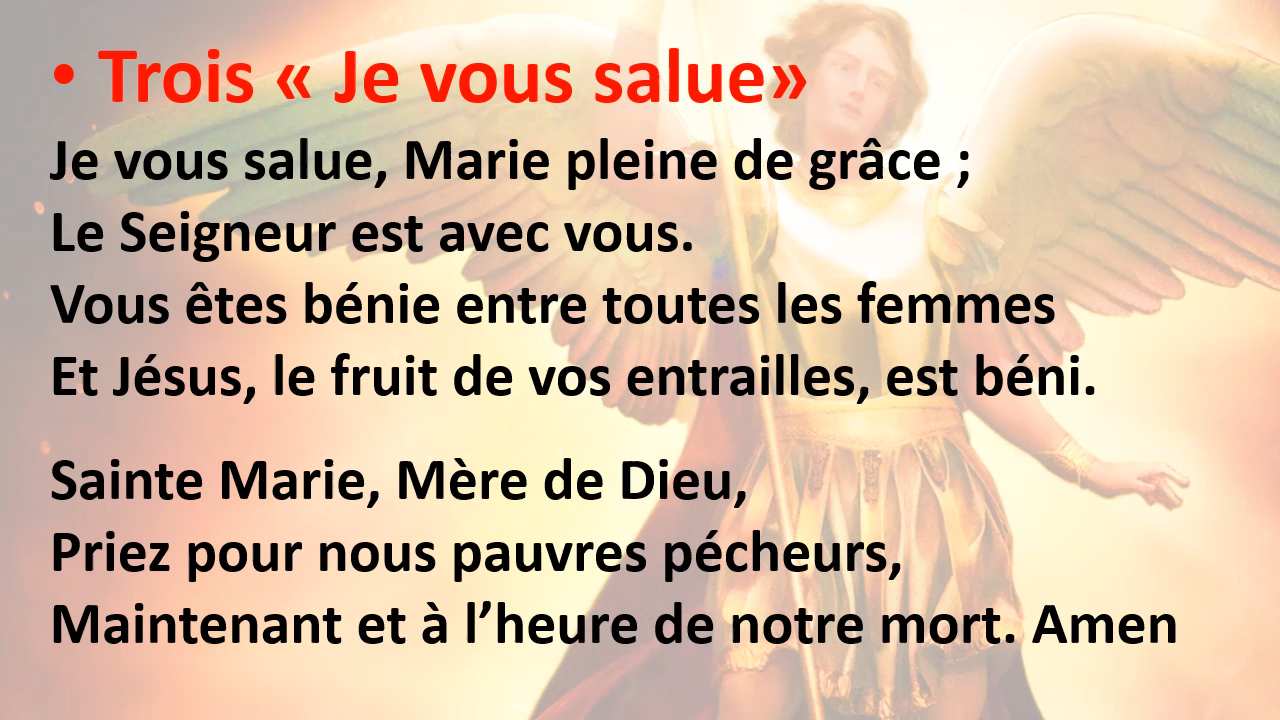 • Trois « Je vous salue»
Je vous salue, Marie pleine de grâce ;
Le Seigneur est avec vous.
Vous êtes bénie entre toutes les femmes
Et Jésus, le fruit de vos entrailles, est béni.
Sainte Marie, Mère de Dieu,
Priez pour nous pauvres pécheurs,
Maintenant et à l’heure de notre mort. Amen